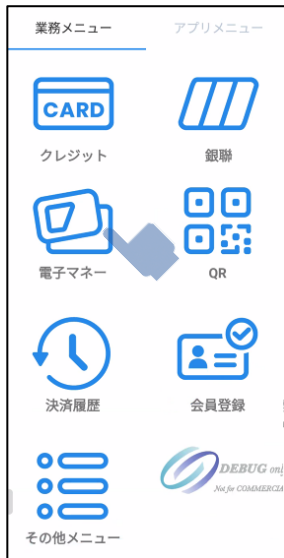 業務メニュー
アプリメニュー
CARD
クレジット
銀聯
電子マネー
QR
決済履歴
会員登録
DEBUG only
Not for COMMERCIA
その他メニュー